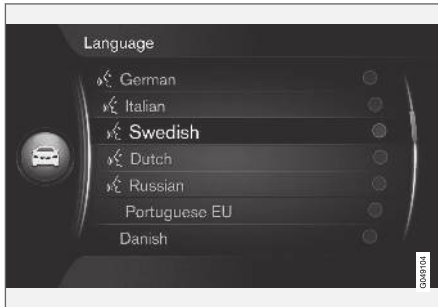 Language
German
Italian
Swedish
Dutch
Russian
Portuguese EU
Danish
G049104